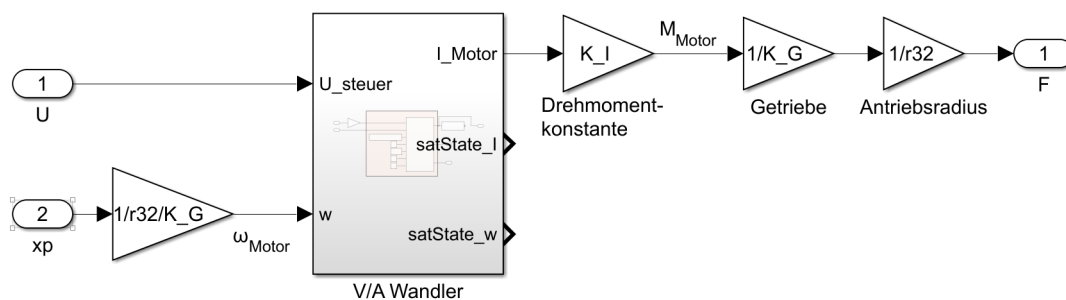 1
U
2
xp
1/r32/K_G
ω_Motor
U_steuer
w
I_Motor
satState_I
satState_w
V/A Wandler
K_I
Drehmoment-
konstante
M_Motor
1/K_G
Getriebe
1/r32
Antriebsradius
1
F